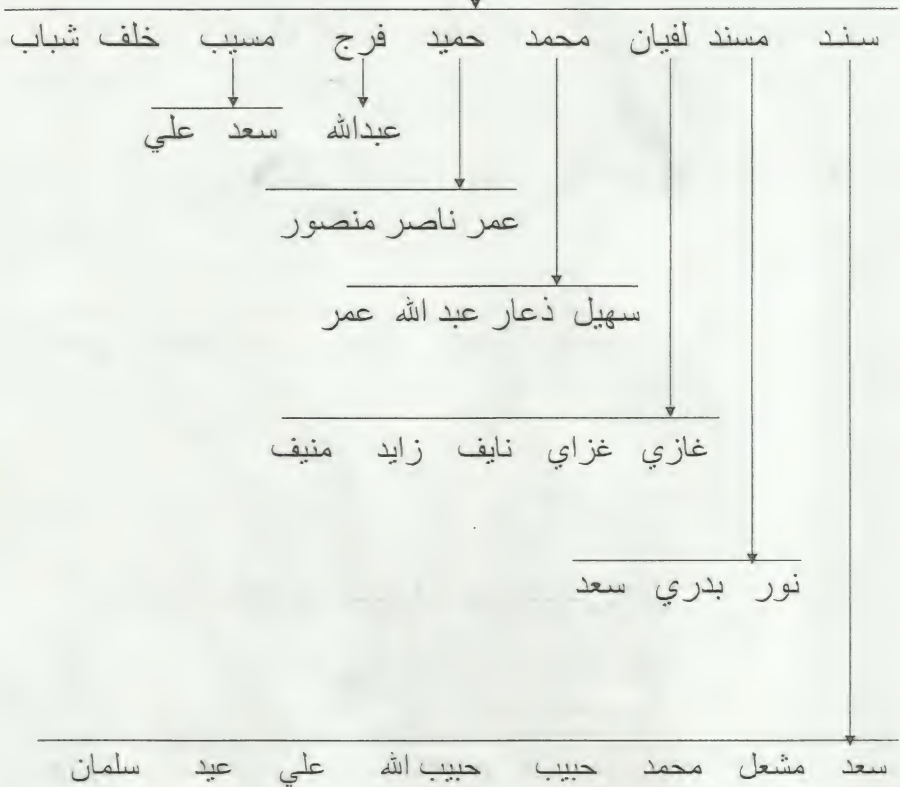 سند مسند لفيان محمد حميد فرج مسيب خلف شباب
عبدالله سعد علي
عمر ناصر منصور
سهيل ذعار عبد الله عمر
غازي غزاي نايف زايد منيف
نور بدري سعد
سعد مشعل محمد حبيب حبيب الله علي عيد سلمان